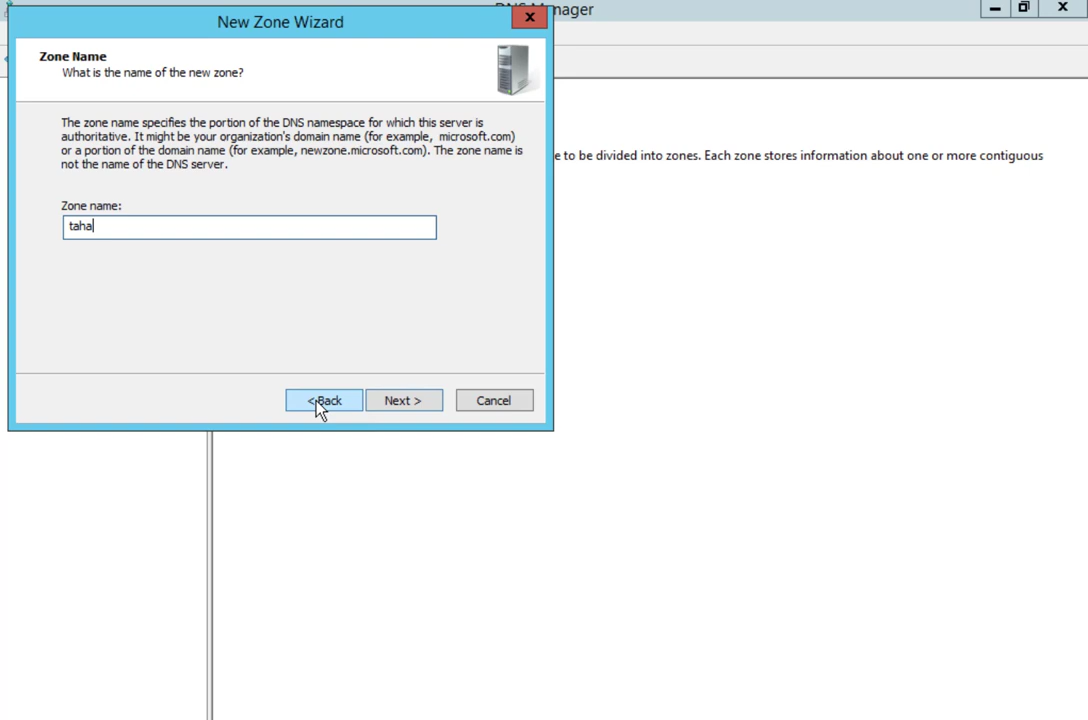 New Zone Wizard
Zone Name
What is the name of the new zone?
The zone name specifies the portion of the DNS namespace for which this server is
authoritative. It might be your organization's domain name (for example, microsoft.com)
or a portion of the domain name (for example, newzone.microsoft.com). The zone name is
not the name of the DNS server.
e to be divided into zones. Each zone stores information about one or more contiguous
Zone name:
taha
< Back
Next >
Cancel